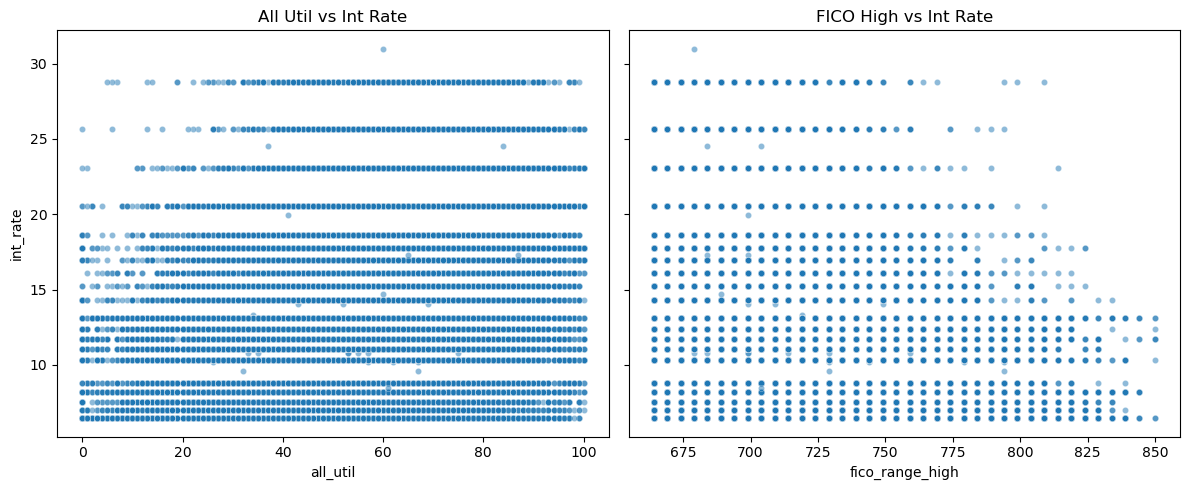 All Util vs Int Rate
FICO High vs Int Rate
30
25
20
15
10
int_rate
0 20 40 60 80 100
all_util
675 700 725 750 775 800 825 850
fico_range_high